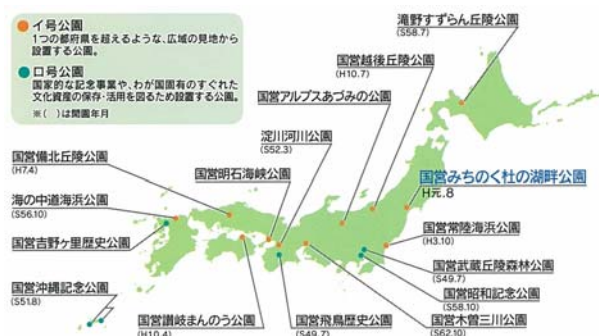 イ号公園
1つの都府県を超えるような、広域の見地から
設置する公園。
ロ号公園
国家的な記念事業や、わが国固有のすぐれた
文化資産の保存・活用を図るため設置する公園。
※( )は開園年月
滝野すずらん丘陵公園
(S58.7)
国営越後丘陵公園
(H10.7)
国営アルプスあづみの公園
淀川河川公園
(S52.3)
国営明石海峡公園
国営備北丘陵公園
(H7.4)
海の中道海浜公園
(S56.10)
国営吉野ヶ里歴史公園
国営沖縄記念公園
(S51.8)
国営讃岐まんのう公園
(H10.4)
国営飛鳥歴史公園
(S49.7)
国営木曽三川公園
(S62.10)
国営昭和記念公園
(S58.10)
国営武蔵丘陵森林公園
(S49.7)
国営常陸海浜公園
(H3.10)
国営みちのく杜の湖畔公園
H元.8